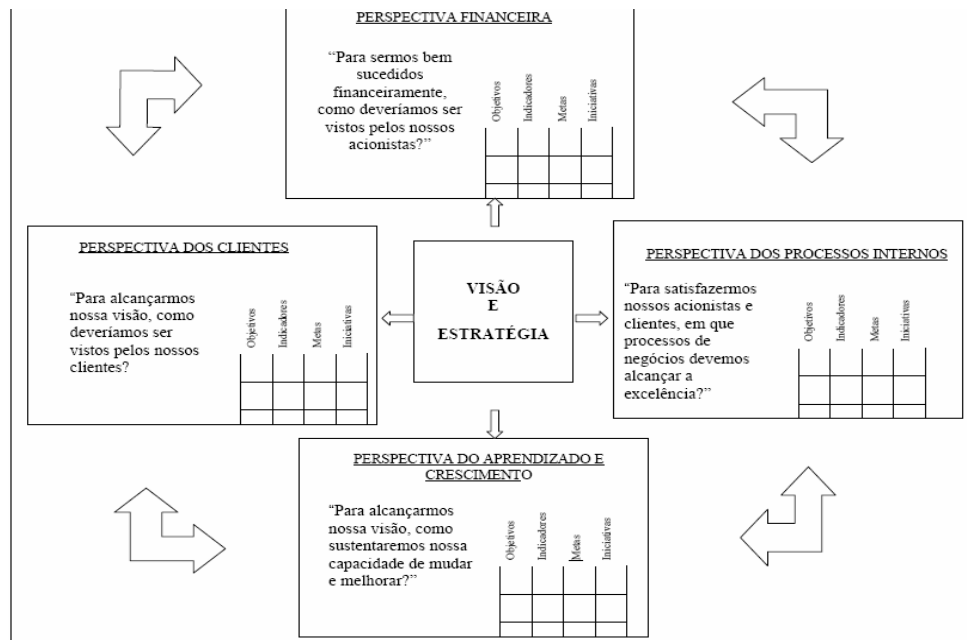 PERSPECTIVA FINANCEIRA
“Para sermos bem
sucedidos
financeiramente,
como deveríamos ser
vistos pelos nossos
acionistas?”
Objetivos
Indicadores
Metas
Iniciativas
PERSPECTIVA DOS CLIENTES
“Para alcançarmos
nossa visão, como
deveríamos ser
vistos pelos nossos
clientes?
Objetivos
Indicadores
Metas
Iniciativas
VISÃO
E
ESTRATÉGIA
PERSPECTIVA DOS PROCESSOS INTERNOS
“Para satisfazermos
nossos acionistas e
clientes, em que
processos de
negócios devemos
alcançar a
excelência?”
Objetivos
Indicadores
Metas
Iniciativas
PERSPECTIVA DO APRENDIZADO E
CRESCIMENTO
“Para alcançarmos
nossa visão, como
sustentaremos nossa
capacidade de mudar
e melhorar?”
Objetivos
Indicadores
Metas
Iniciativas